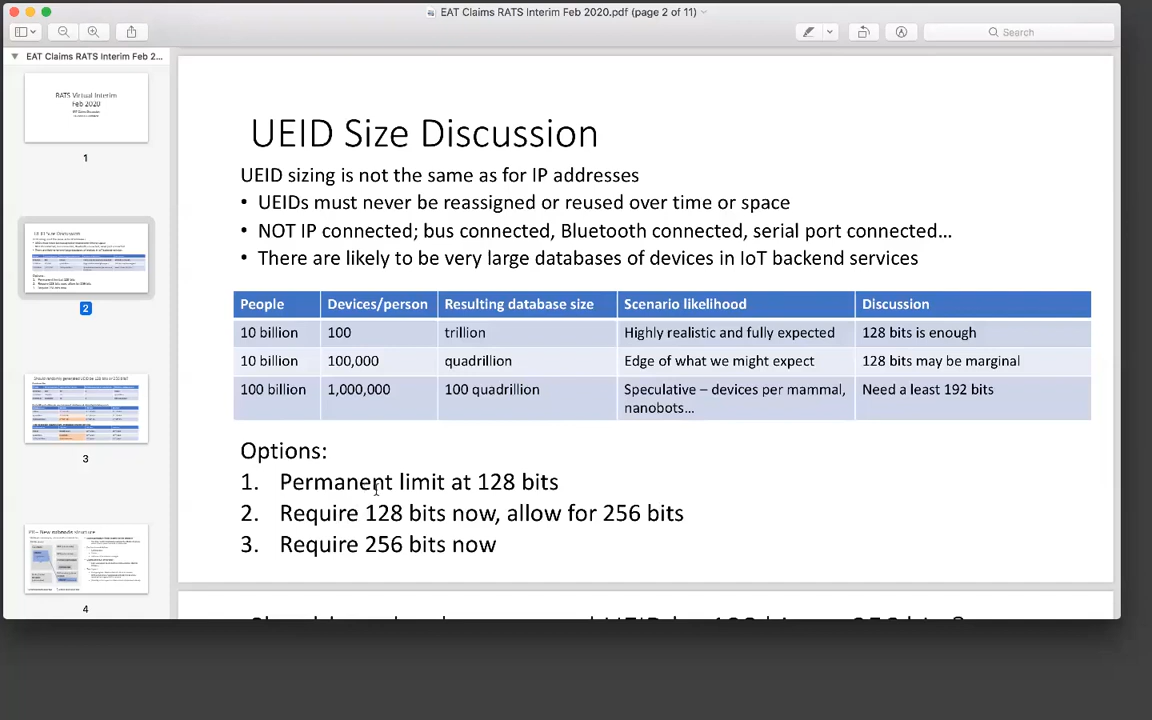 EAT Claims RATS Interim Feb 2020.pdf (page 2 of 11)
Search
EAT Claims RATS Interim Feb 2...
RATS Virtual Interim
Feb 2020
1
2
3
4
UEID Size Discussion
UEID sizing is not the same as for IP addresses
• UEIDs must never be reassigned or reused over time or space
• NOT IP connected; bus connected, Bluetooth connected, serial port connected…
• There are likely to be very large databases of devices in IoT backend services
People Devices/person Resulting database size Scenario likelihood Discussion
10 billion 100 trillion Highly realistic and fully expected 128 bits is enough
10 billion 100,000 quadrillion Edge of what we might expect 128 bits may be marginal
100 billion 1,000,000 100 quadrillion Speculative – devices per mammal, Need a least 192 bits
nanobots…
Options:
1. Permanent limit at 128 bits
2. Require 128 bits now, allow for 256 bits
3. Require 256 bits now